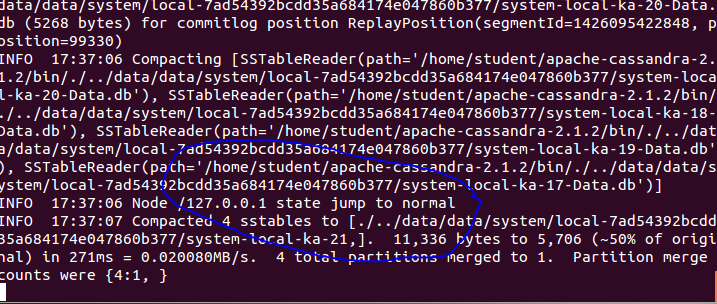 data/data/system/local-7ad54392bcdd35a684174e047860b377/system-local-ka-20-Data.
db (5268 bytes) for commitlog position ReplayPosition(segmentId=1426095422848, p
osition=99330)
INFO  17:37:06 Compacting [SSTableReader(path='/home/student/apache-cassandra-2.
1.2/bin/./../data/data/system/local-7ad54392bcdd35a684174e047860b377/system-loca
l-ka-20-Data.db'), SSTableReader(path='/home/student/apache-cassandra-2.1.2/bin/
./../data/data/system/local-7ad54392bcdd35a684174e047860b377/system-local-ka-18-
Data.db'), SSTableReader(path='/home/student/apache-cassandra-2.1.2/bin/./../dat
a/data/system/local-7ad54392bcdd35a684174e047860b377/system-local-ka-19-Data.db'
), SSTableReader(path='/home/student/apache-cassandra-2.1.2/bin/./../data/data/s
ystem/local-7ad54392bcdd35a684174e047860b377/system-local-ka-17-Data.db')]
INFO  17:37:06 Node /127.0.0.1 state jump to normal
INFO  17:37:07 Compacted 4 sstables to [./../data/data/system/local-7ad54392bcdd
35a684174e047860b377/system-local-ka-21,].  11,336 bytes to 5,706 (~50% of origi
nal) in 271ms = 0.020080MB/s.  4 total partitions merged to 1.  Partition merge
counts were {4:1, }